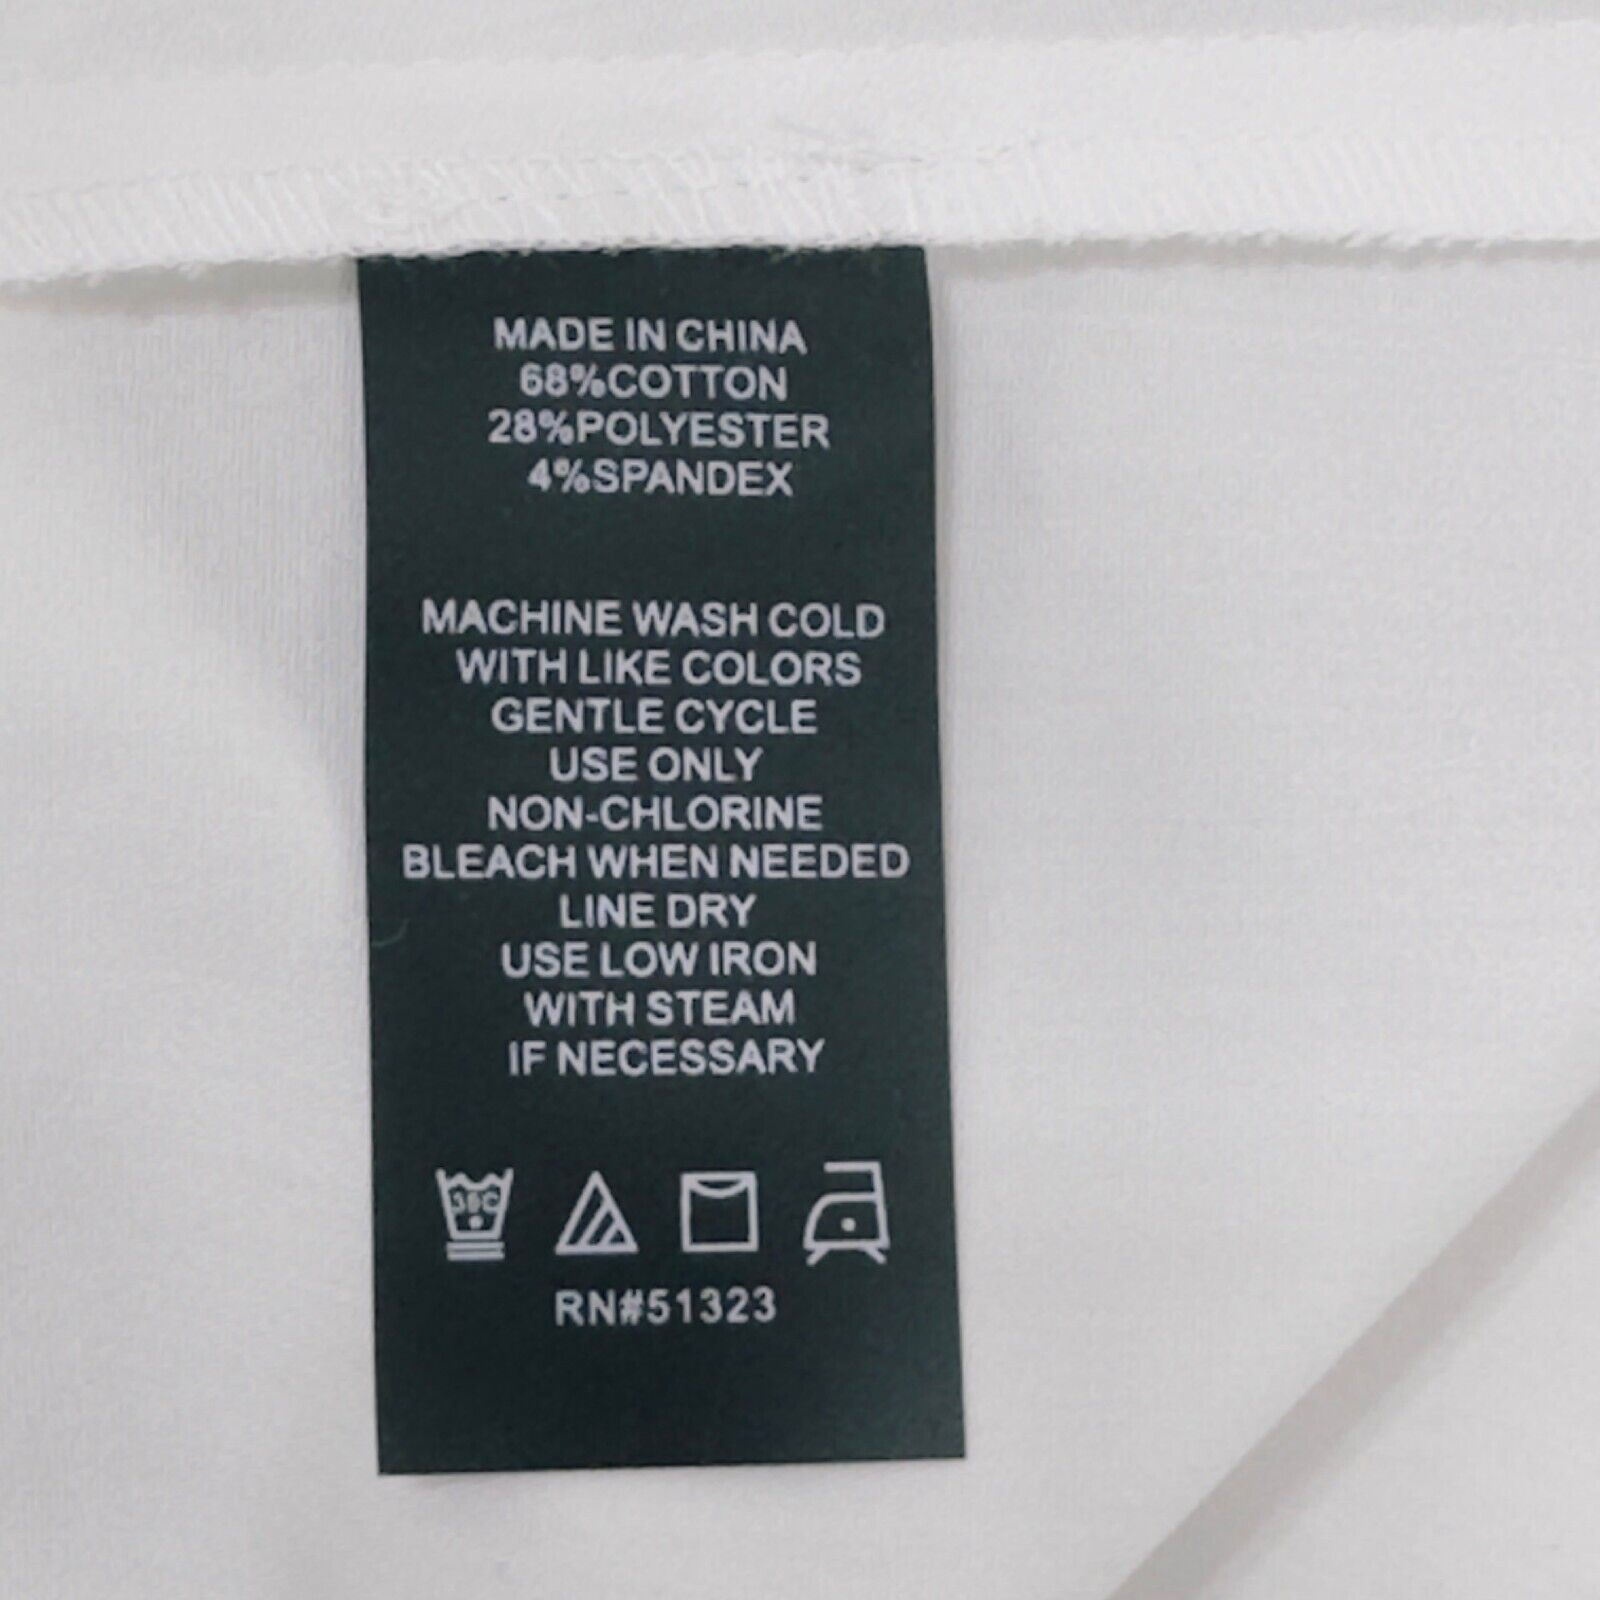 MADE IN CHINA
68%COTTON
28%POLYESTER
4%SPANDEX
MACHINE WASH COLD
WITH LIKE COLORS
GENTLE CYCLE
USE ONLY
NON-CHLORINE
BLEACH WHEN NEEDED
LINE DRY
USE LOW IRON
WITH STEAM
IF NECESSARY
RN#51323